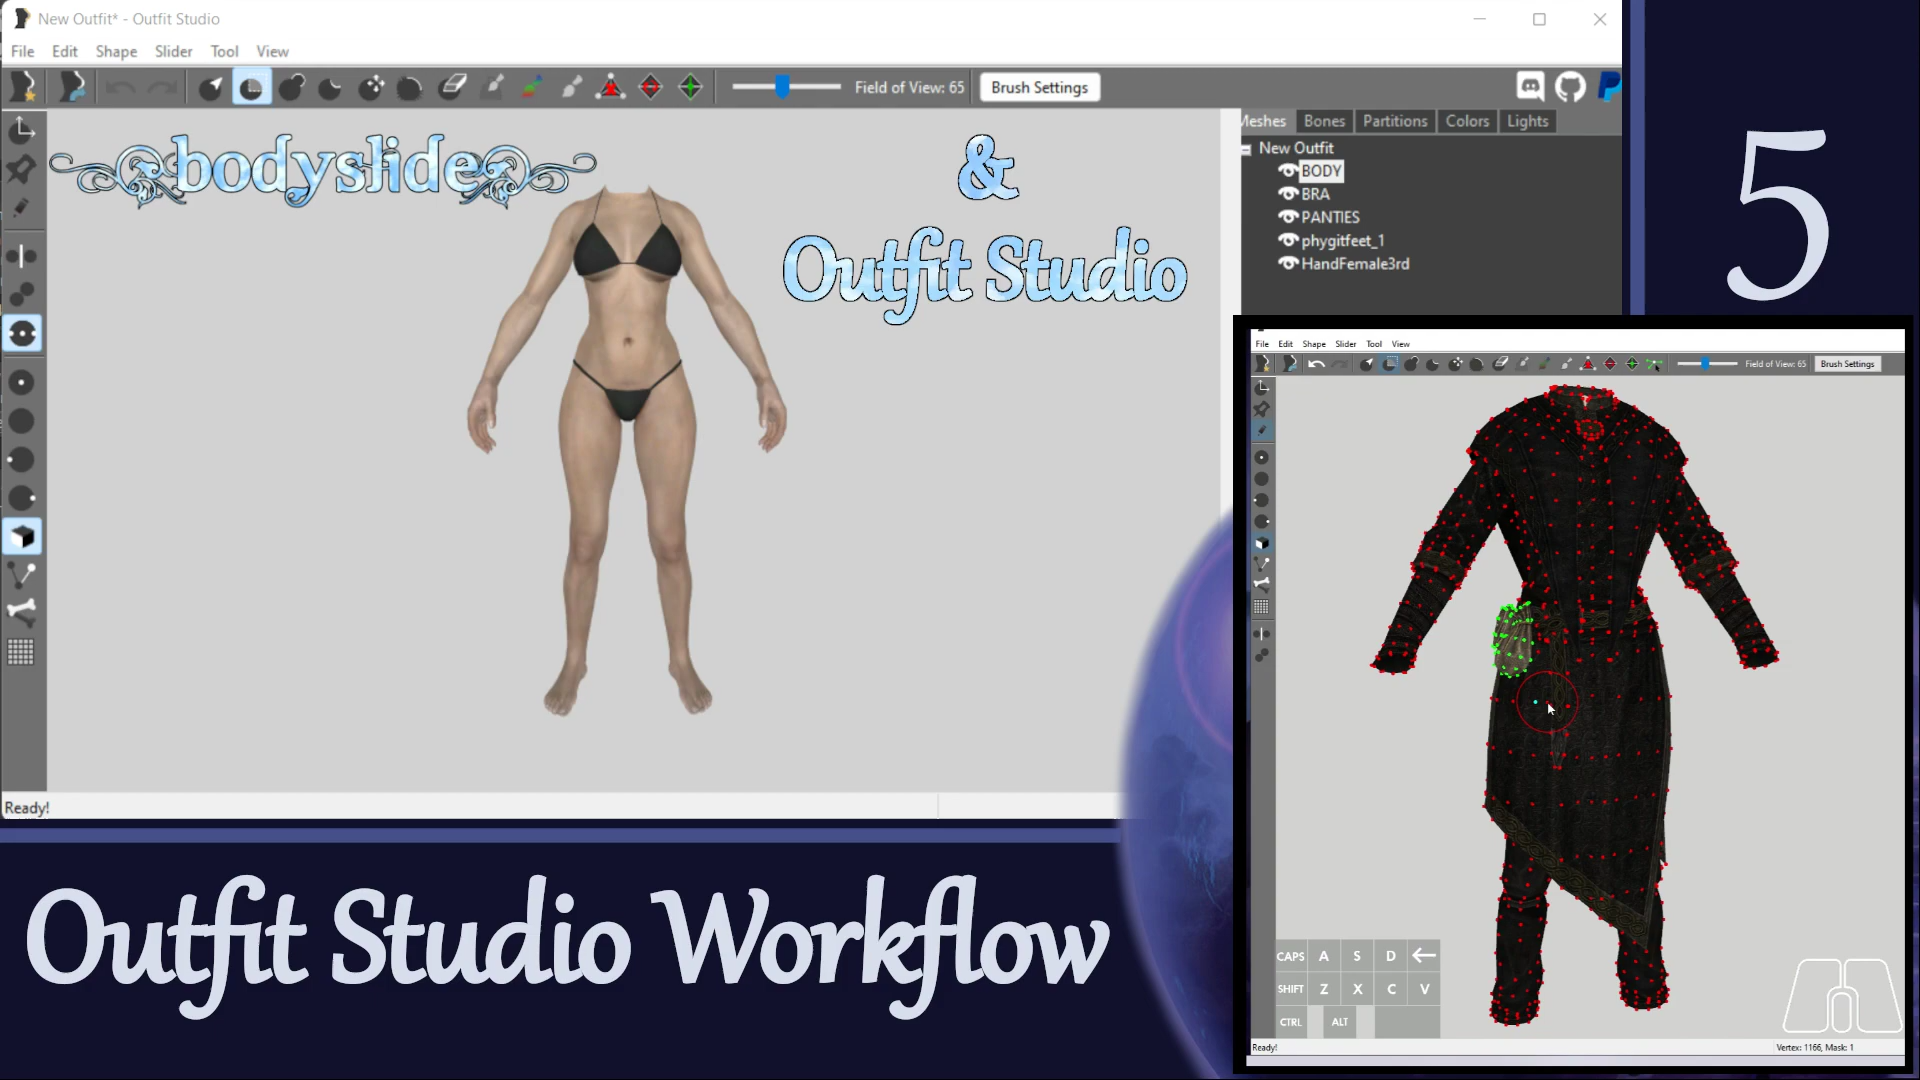 New Outfit* - Outfit Studio
File Edit Shape Slider Tool View
Field of View: 65 Brush Settings
Meshes Bones Partitions Colors Lights
New Outfit
BODY
BRA
PANTIES
phygitfeet_1
HandFemale3rd
bodyslide
&
Outfit Studio
5
Ready!
Outfit Studio Workflow
File Edit Shape Slider Tool View
Field of View: 65 Brush Settings
CAPS A S D ←
SHIFT Z X C V
CTRL ALT
Ready! Vertex: 1166, Mask: 1